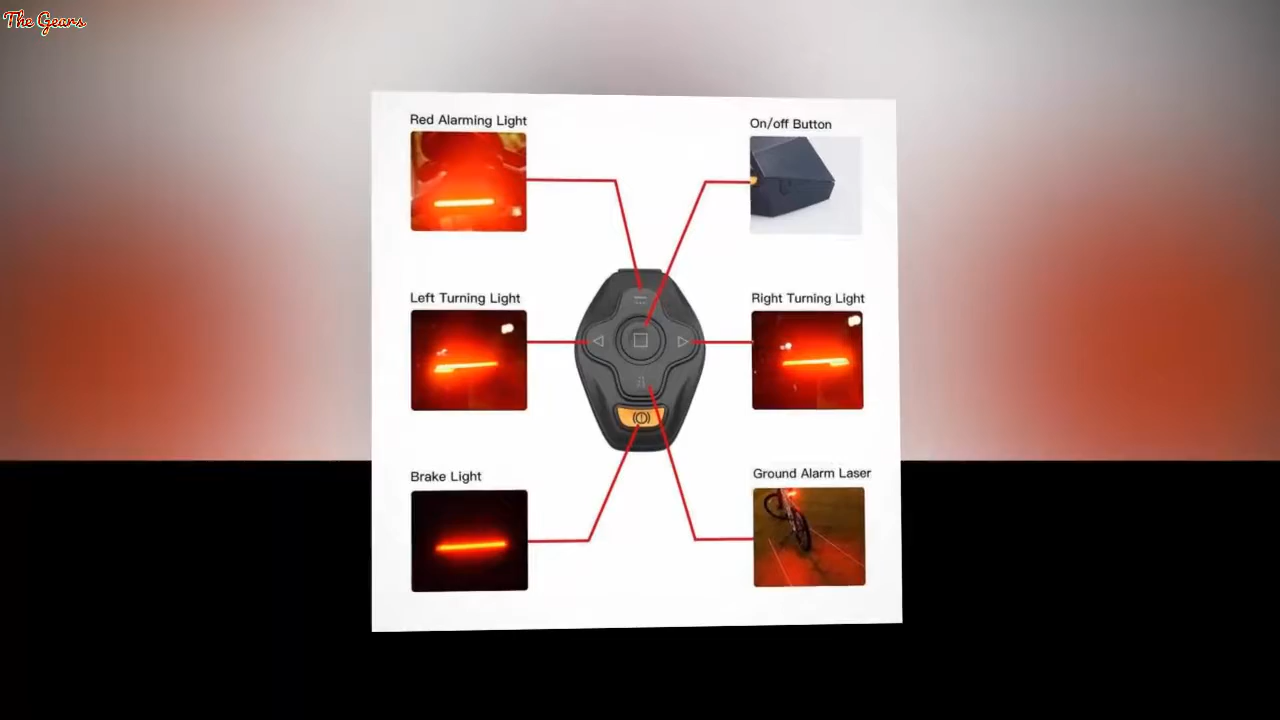 The Gears
Red Alarming Light
On/off Button
Left Turning Light
Right Turning Light
Brake Light
Ground Alarm Laser